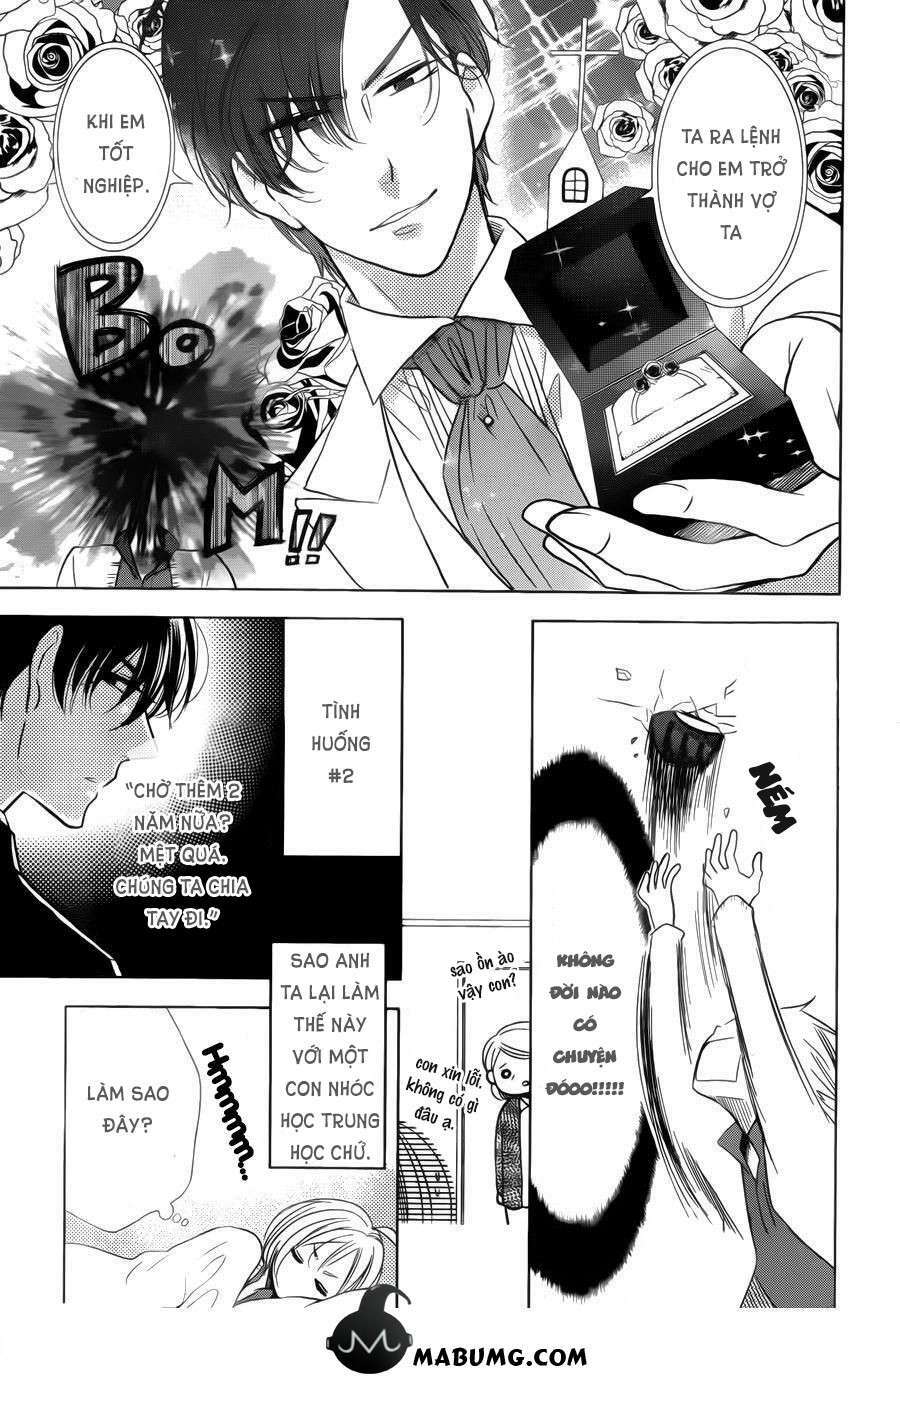 TA RA LỆNH
CHO EM TRỞ
THÀNH VỢ
TA
KHI EM
TỐT
NGHIỆP.
BOM!!
NÉM
KHÔNG
ĐỜI NÀO
CÓ
CHUYỆN
ĐÓOO!!!!!
sao ồn ào
vậy con?
con xin lỗi,
không có gì
đâu ạ.
TÌNH
HUỐNG
#2
"CHỜ THÊM 2
NĂM NỮA?
MỆT QUÁ.
CHÚNG TA CHIA
TAY ĐI."
SAO ANH
TA LẠI LÀM
THẾ NÀY
VỚI MỘT
CON NHÓC
HỌC TRUNG
HỌC CHỨ.
Hmmmm...
LÀM SAO
ĐÂY?
MABUMG.COM